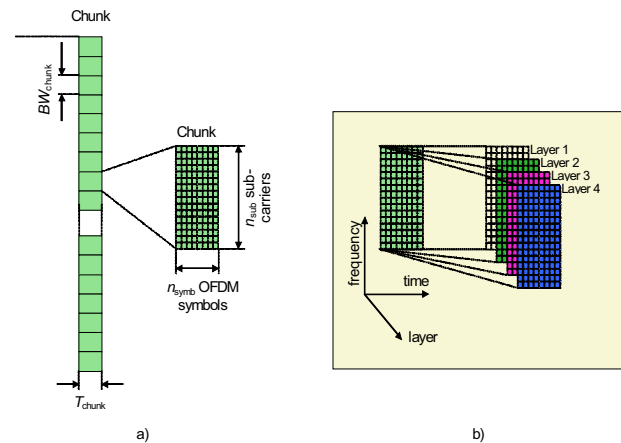 Chunk
BWchunk
Chunk
nsub sub-
carriers
nsymb OFDM
symbols
Tchunk
a)
Layer 1
Layer 2
Layer 3
Layer 4
frequency
time
layer
b)